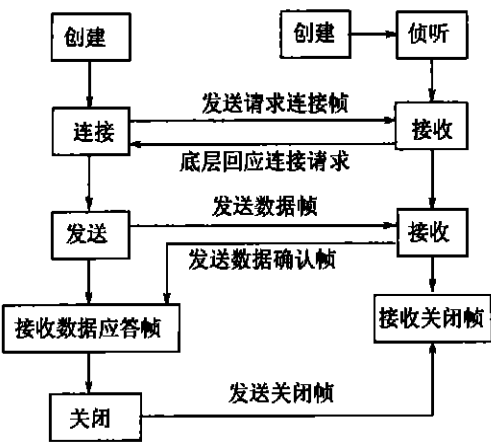 创建
创建
侦听
发送请求连接帧
连接
接收
底层回应连接请求
发送数据帧
发送
接收
发送数据确认帧
接收数据应答帧
接收关闭帧
发送关闭帧
关闭